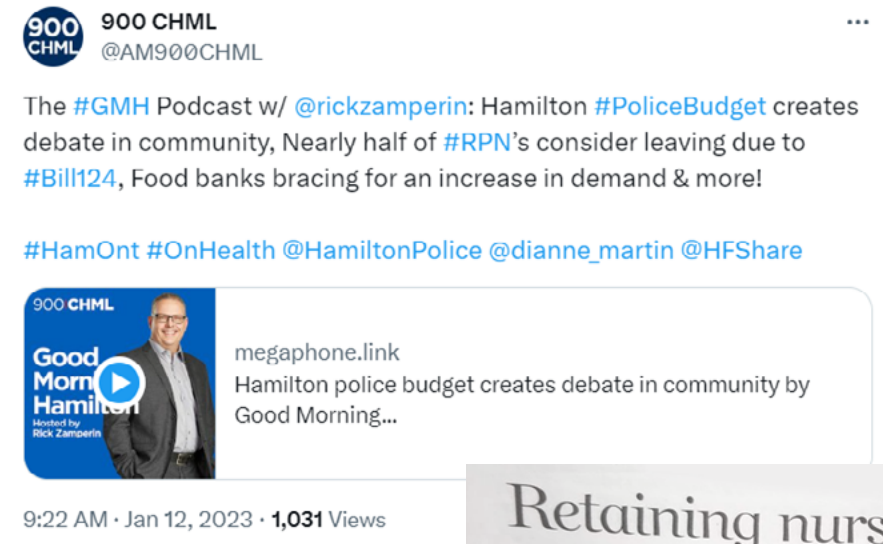 900 CHML
900 CHML
@AM900CHML
The #GMH Podcast w/ @rickzamperin: Hamilton #PoliceBudget creates
debate in community, Nearly half of #RPN's consider leaving due to
#Bill124, Food banks bracing for an increase in demand & more!
#HamOnt #OnHealth @HamiltonPolice @dianne_martin @HFShare
900 CHML
Good
Morn
Hamilton
Hosted by
Rick Zamperin
megaphone.link
Hamilton police budget creates debate in community by
Good Morning...
9:22 AM · Jan 12, 2023 · 1,031 Views
Retaining nurs